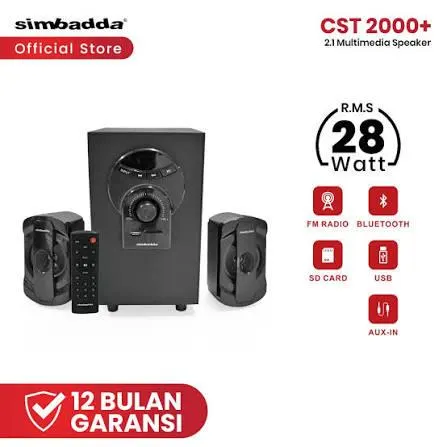 simbadda®
Official Store
CST 2000+
2.1 Multimedia Speaker
R.M.S
28
Watt
FM RADIO
BLUETOOTH
SD CARD
USB
AUX-IN
simbadda
12 BULAN
GARANSI